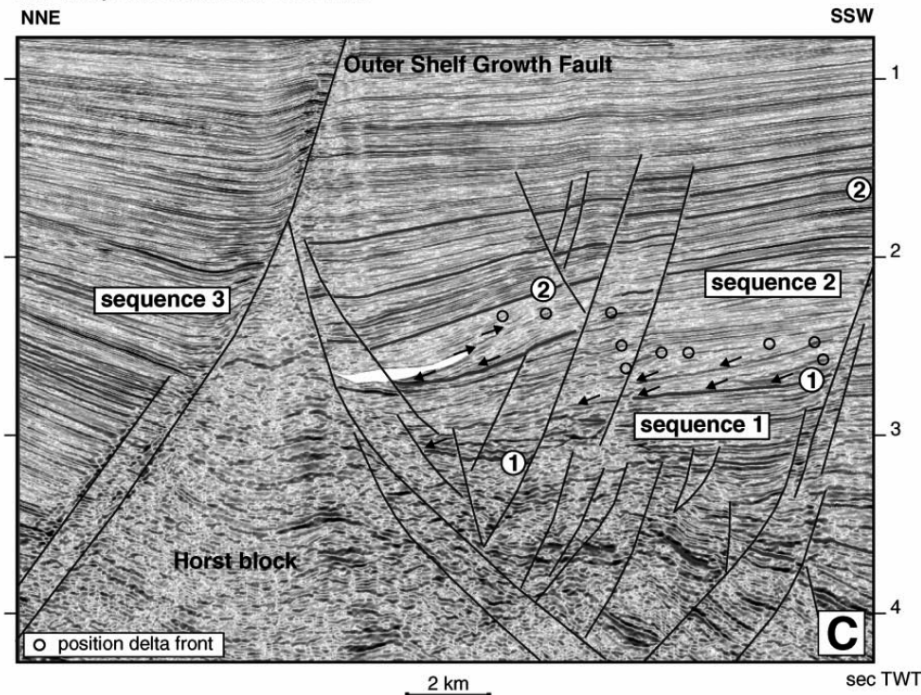 NNE SSW
Outer Shelf Growth Fault
1
2
2
sequence 2
sequence 3
2
1
sequence 1
3
1
Horst block
4
C
position delta front
2 km
sec TWT